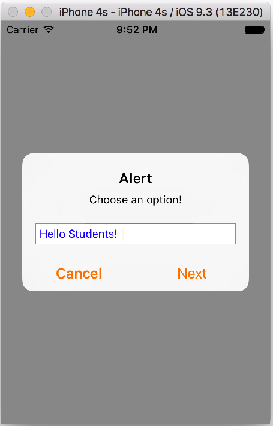 iPhone 4s - iPhone 4s / iOS 9.3 (13E230)
Carrier 9:52 PM
Alert
Choose an option!
Hello Students!
Cancel Next